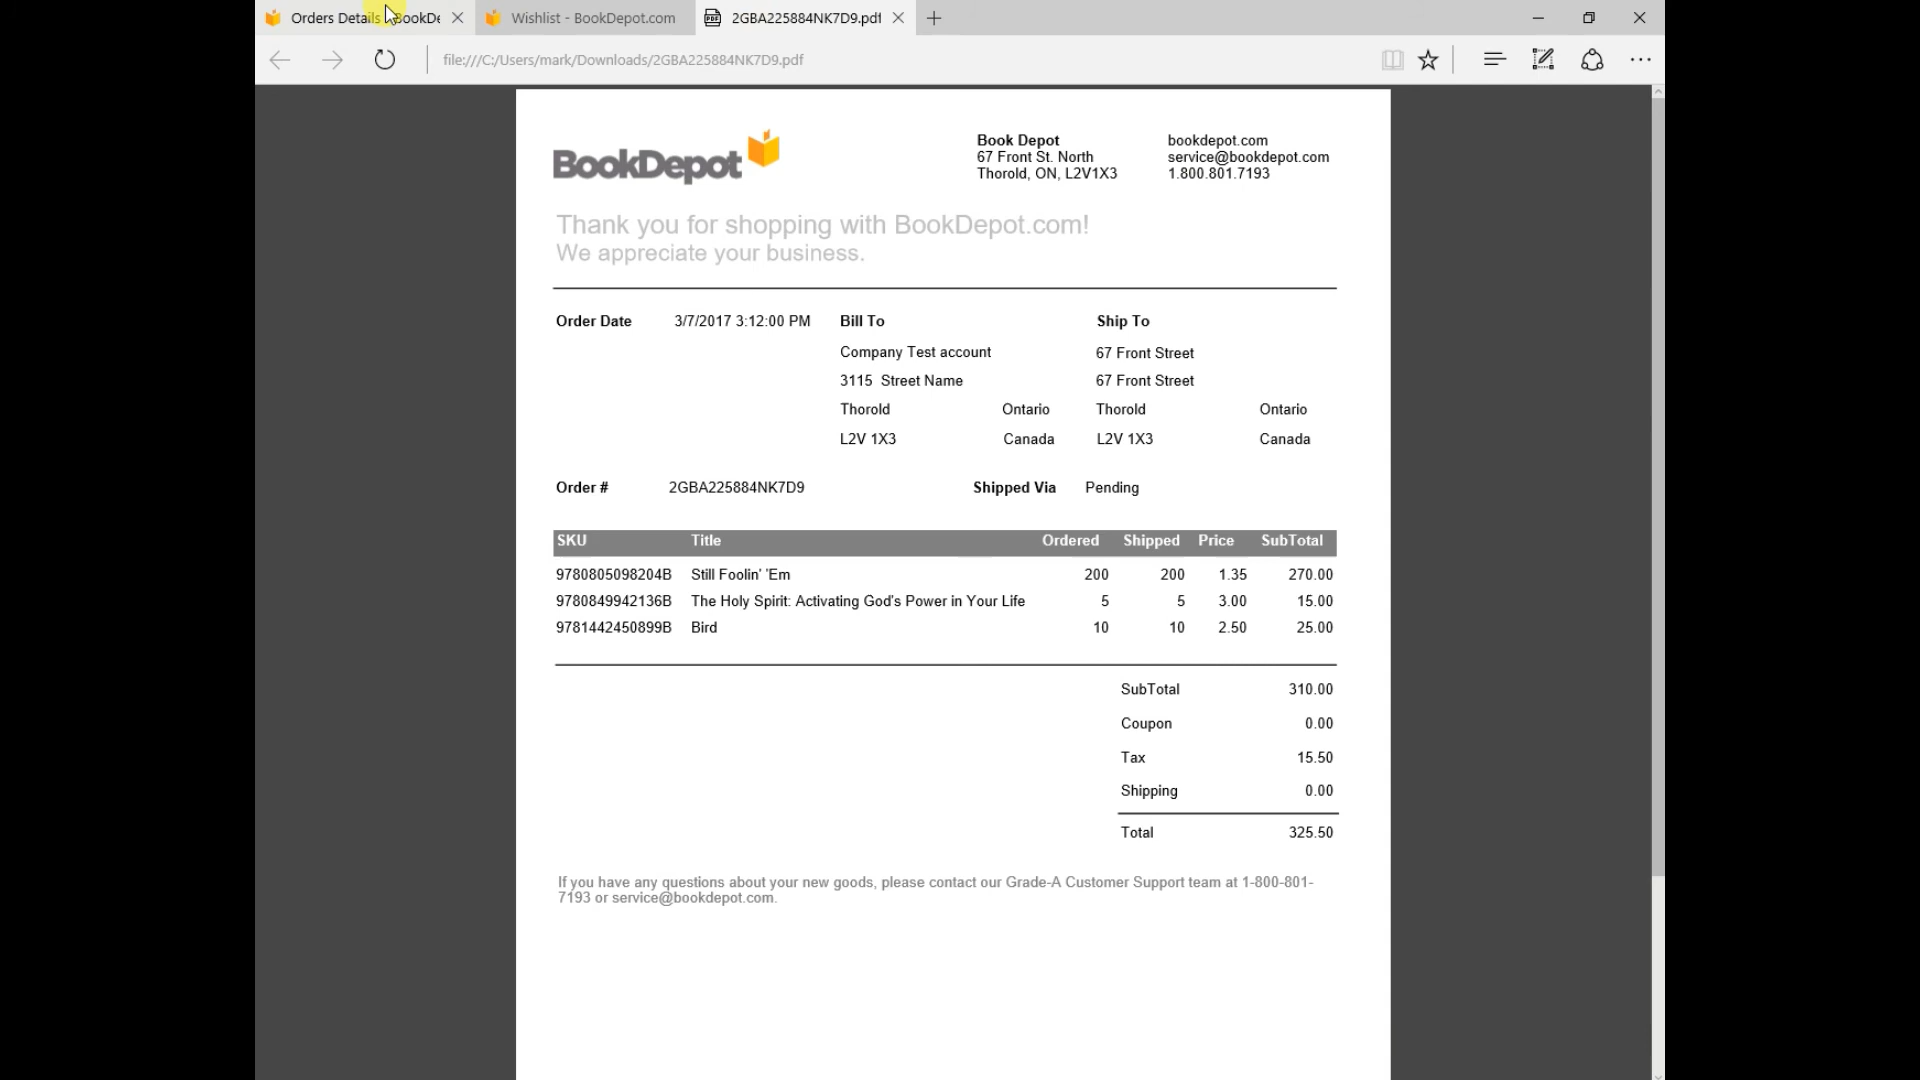 Orders Details - BookDe
Wishlist - BookDepot.com
2GBA225884NK7D9.pdf
file:///C:/Users/mark/Downloads/2GBA225884NK7D9.pdf
BookDepot
Book Depot
67 Front St. North
Thorold, ON, L2V1X3
bookdepot.com
service@bookdepot.com
1.800.801.7193
Thank you for shopping with BookDepot.com!
We appreciate your business.
Order Date 3/7/2017 3:12:00 PM Bill To Ship To
Company Test account 67 Front Street
3115 Street Name 67 Front Street
Thorold Ontario Thorold Ontario
L2V 1X3 Canada L2V 1X3 Canada
Order # 2GBA225884NK7D9 Shipped Via Pending
SKU Title Ordered Shipped Price SubTotal
9780805098204B Still Foolin' 'Em 200 200 1.35 270.00
9780849942136B The Holy Spirit: Activating God's Power in Your Life 5 5 3.00 15.00
9781442450899B Bird 10 10 2.50 25.00
SubTotal 310.00
Coupon 0.00
Tax 15.50
Shipping 0.00
Total 325.50
If you have any questions about your new goods, please contact our Grade-A Customer Support team at 1-800-801-
7193 or service@bookdepot.com.